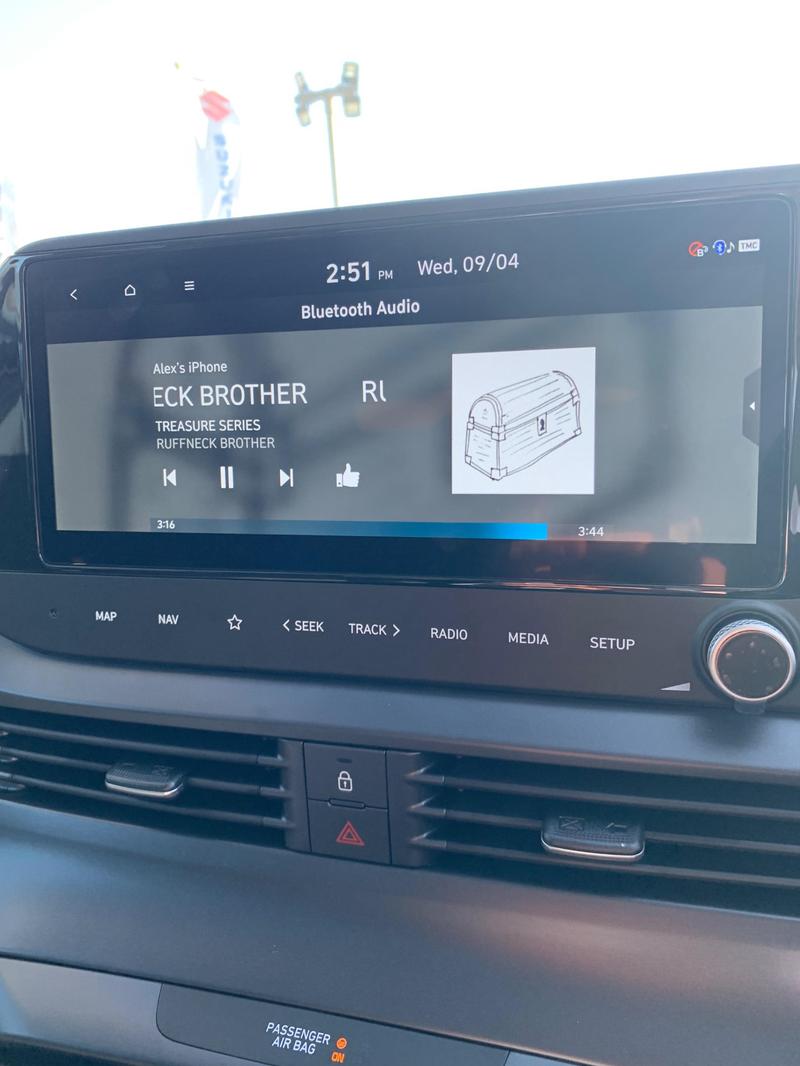 2:51 PM Wed, 09/04
TMC
Bluetooth Audio
Alex's iPhone
ECK BROTHER RU
TREASURE SERIES
RUFFNECK BROTHER
3:16
3:44
MAP
NAV
SEEK
TRACK
RADIO
MEDIA
SETUP
PASSENGER
AIR BAG
ON